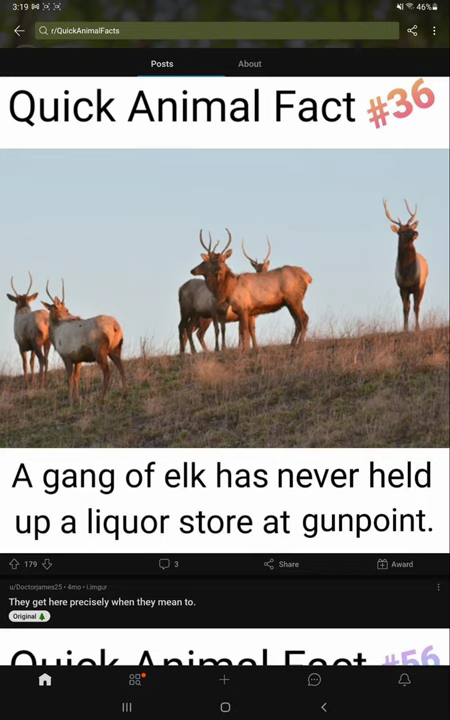 3:19
46%
r/QuickAnimalFacts
Posts
About
Quick Animal Fact #36
A gang of elk has never held
up a liquor store at gunpoint.
179
3
Share
Award
u/Doctorjames25 • 4mo • i.imgur
They get here precisely when they mean to.
Original 🌲
Quick Animal Fact #56